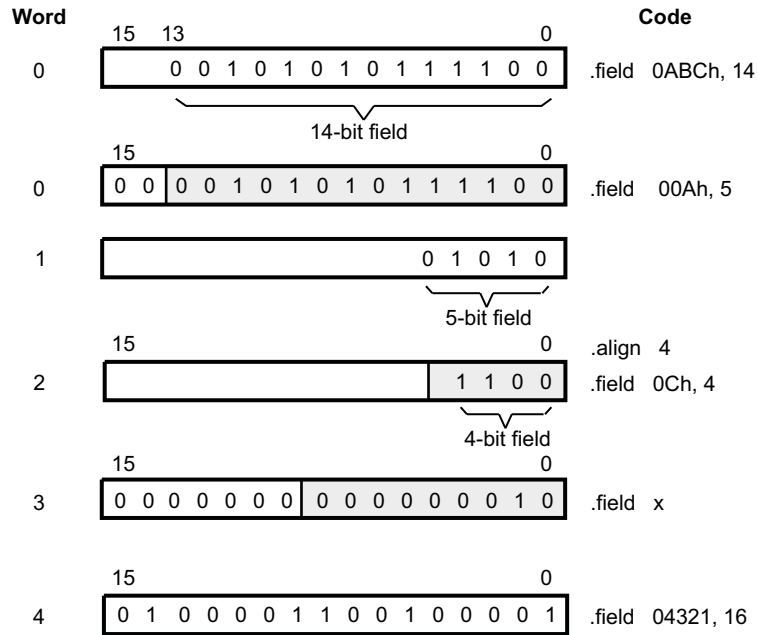 Word Code
15 13 0
0 0 0 1 0 1 0 1 0 1 1 1 1 0 0 .field 0ABCh, 14
14-bit field
15 0
0 0 0 0 0 1 0 1 0 1 0 1 1 1 1 0 0 .field 00Ah, 5
1 0 1 0 1 0
5-bit field
15 0 .align 4
2 1 1 0 0 .field 0Ch, 4
4-bit field
15 0
3 0 0 0 0 0 0 0 0 0 0 0 0 0 0 1 0 .field x
15 0
4 0 1 0 0 0 0 1 1 0 0 1 0 0 0 0 1 .field 04321, 16